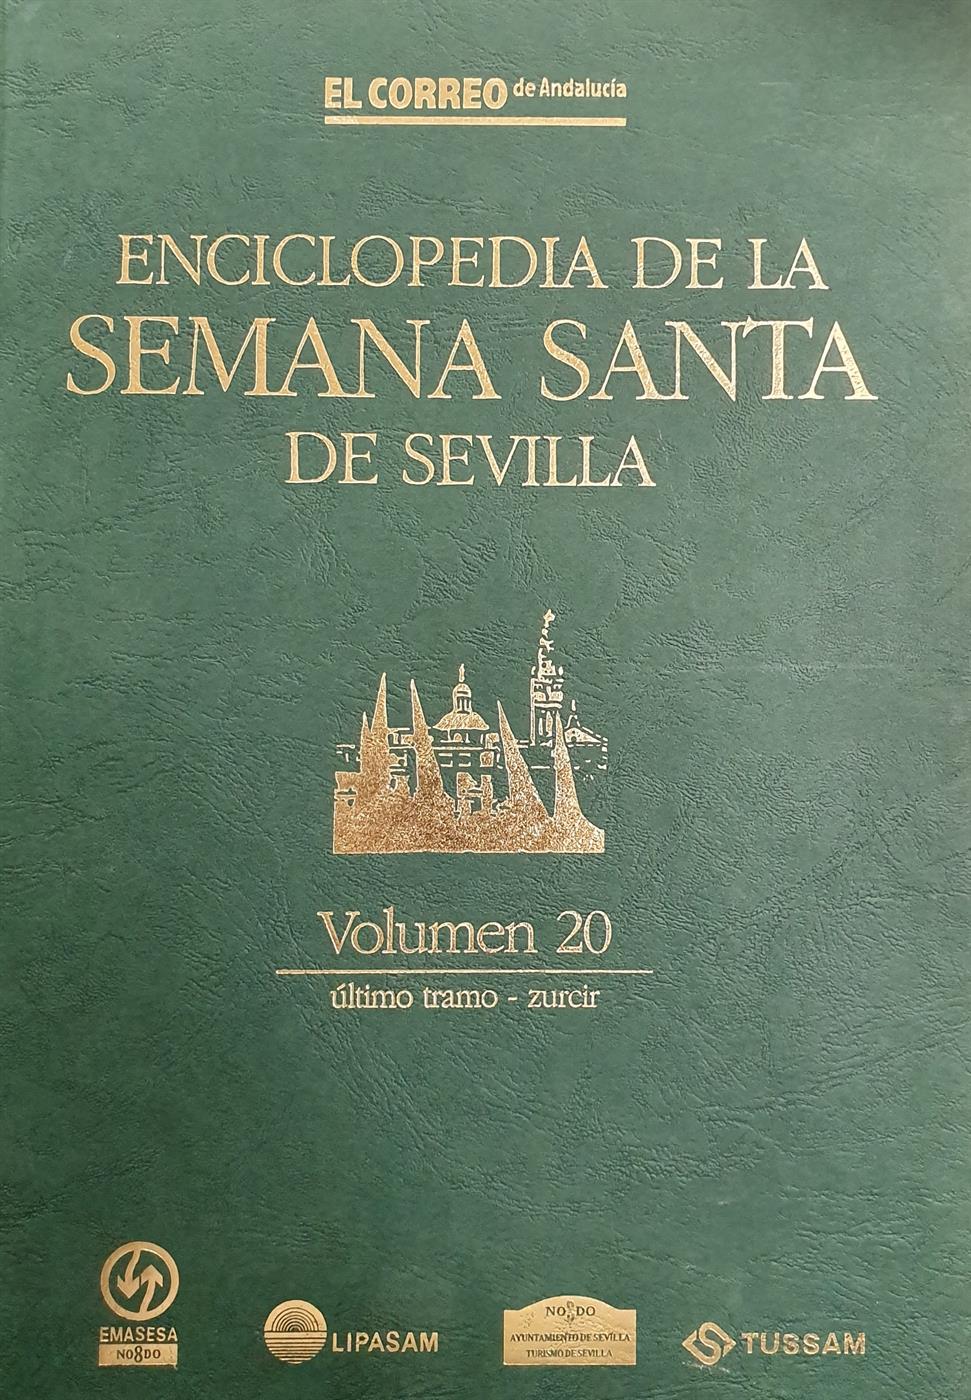 EL CORREO de Andalucía
ENCICLOPEDIA DE LA
SEMANA SANTA
DE SEVILLA
Volumen 20
último tramo - zurcir
EMASESA
NO8DO
LIPASAM
NO8DO
AYUNTAMIENTO DE SEVILLA
TURISMO DE SEVILLA
TUSSAM